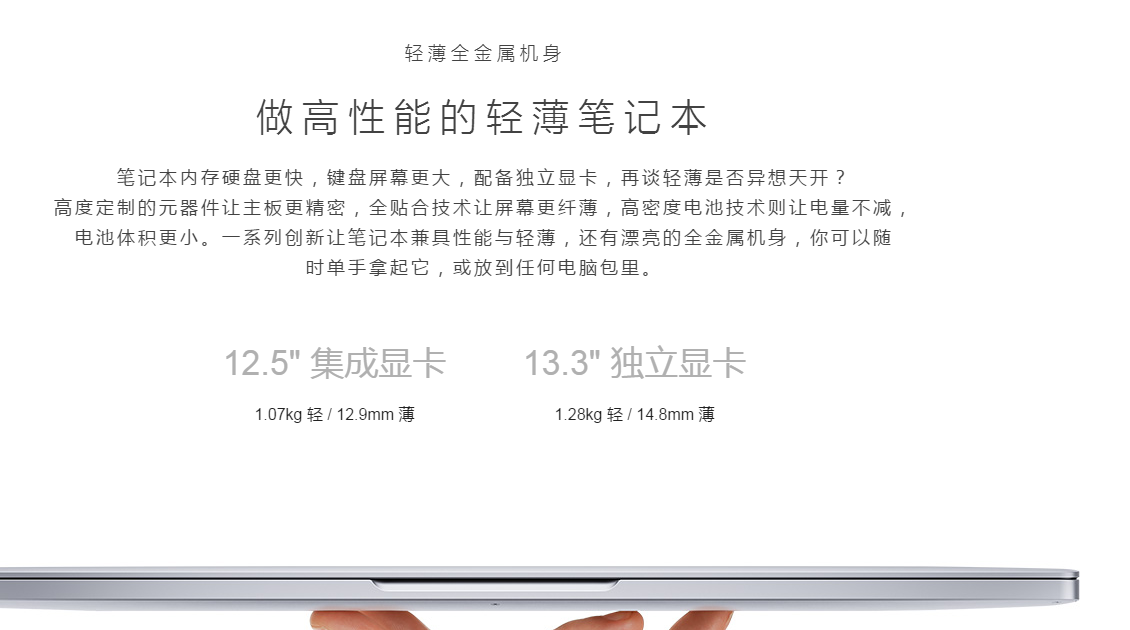 轻薄全金属机身
做高性能的轻薄笔记本
笔记本内存硬盘更快，键盘屏幕更大，配备独立显卡，再谈轻薄是否异想天开？
高度定制的元器件让主板更精密，全贴合技术让屏幕更纤薄，高密度电池技术则让电量不减，
电池体积更小。一系列创新让笔记本兼具性能与轻薄，还有漂亮的全金属机身，你可以随
时单手拿起它，或放到任何电脑包里。
12.5" 集成显卡 13.3" 独立显卡
1.07kg 轻 / 12.9mm 薄 1.28kg 轻 / 14.8mm 薄